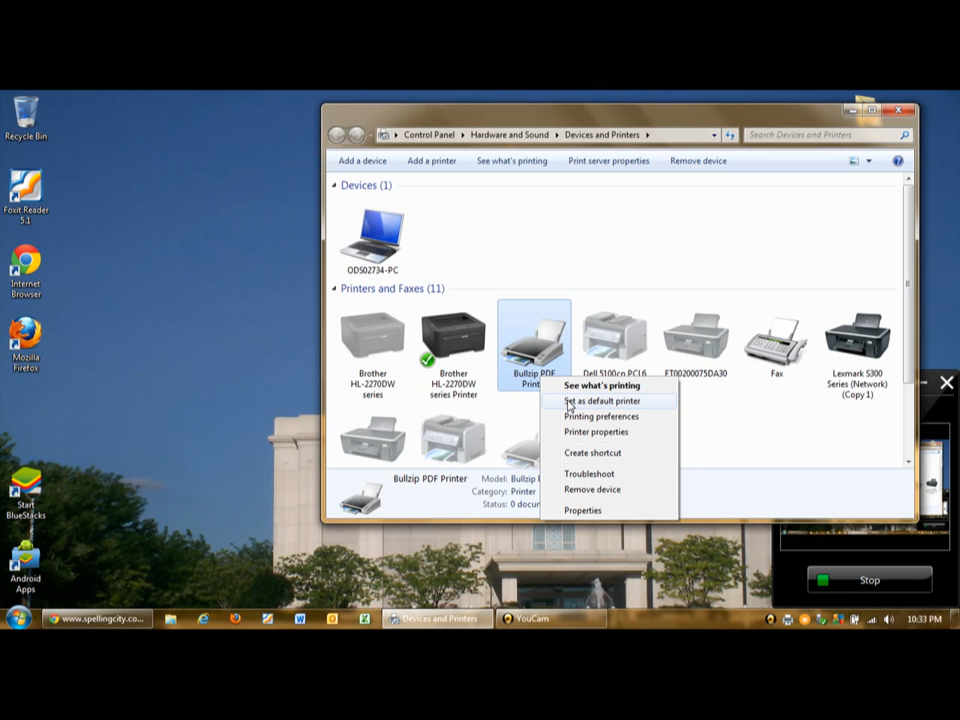 Recycle Bin
Foxit Reader
5.1
Internet
Browser
Mozilla
Firefox
Start
BlueStacks
Android
Apps
Control Panel
Hardware and Sound
Devices and Printers
Search Devices and Printers
Add a device
Add a printer
See what's printing
Print server properties
Remove device
Devices (1)
ODS02734-PC
Printers and Faxes (11)
Brother
HL-2270DW
series
Brother
HL-2270DW
series Printer
Bullzip PDF
Print
Dell 5100cn PCL6
ET00200075DA30
Fax
Lexmark S300
Series (Network)
(Copy 1)
See what's printing
Set as default printer
Printing preferences
Printer properties
Create shortcut
Troubleshoot
Remove device
Properties
Bullzip PDF Printer
Model: Bullzip
Category: Printer
Status: 0 docu
Stop
www.spellingcity.co...
Devices and Printers
YouCam
10:33 PM